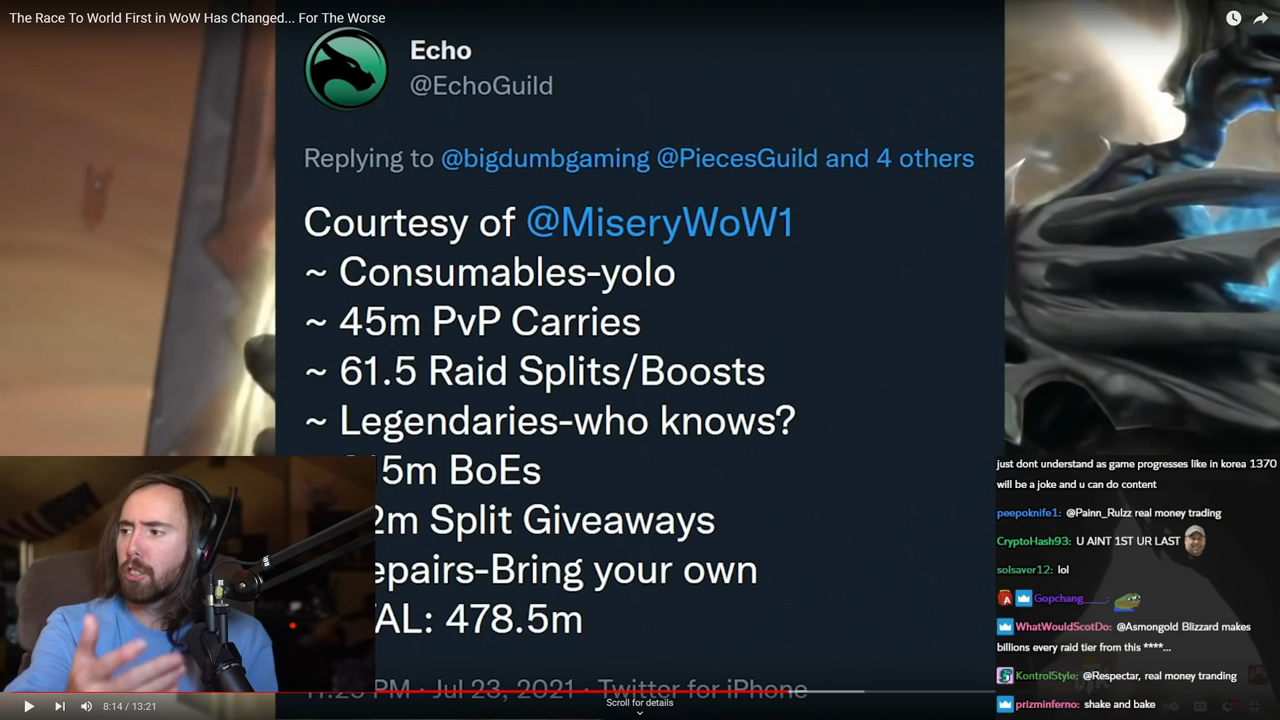 The Race To World First in WoW Has Changed... For The Worse
Echo
@EchoGuild
Replying to @bigdumbgaming @PiecesGuild and 4 others
Courtesy of @MiseryWoW1
~ Consumables-yolo
~ 45m PvP Carries
~ 61.5 Raid Splits/Boosts
~ Legendaries-who knows?
5m BoEs
2m Split Giveaways
epairs-Bring your own
AL: 478.5m
PM · Jul 23, 2021 · Twitter for iPhone
Scroll for details
8:14 / 13:21
just dont understand as game progresses like in korea 1370
will be a joke and u can do content
peepoknife1: @Painn_Rulzz real money trading
CryptoHash93: U AINT 1ST UR LAST
solsaver12: lol
Gopchang____:
WhatWouldScotDo: @Asmongold Blizzard makes
billions every raid tier from this ****...
KontrolStyle: @Respectar, real money tranding
prizminferno: shake and bake